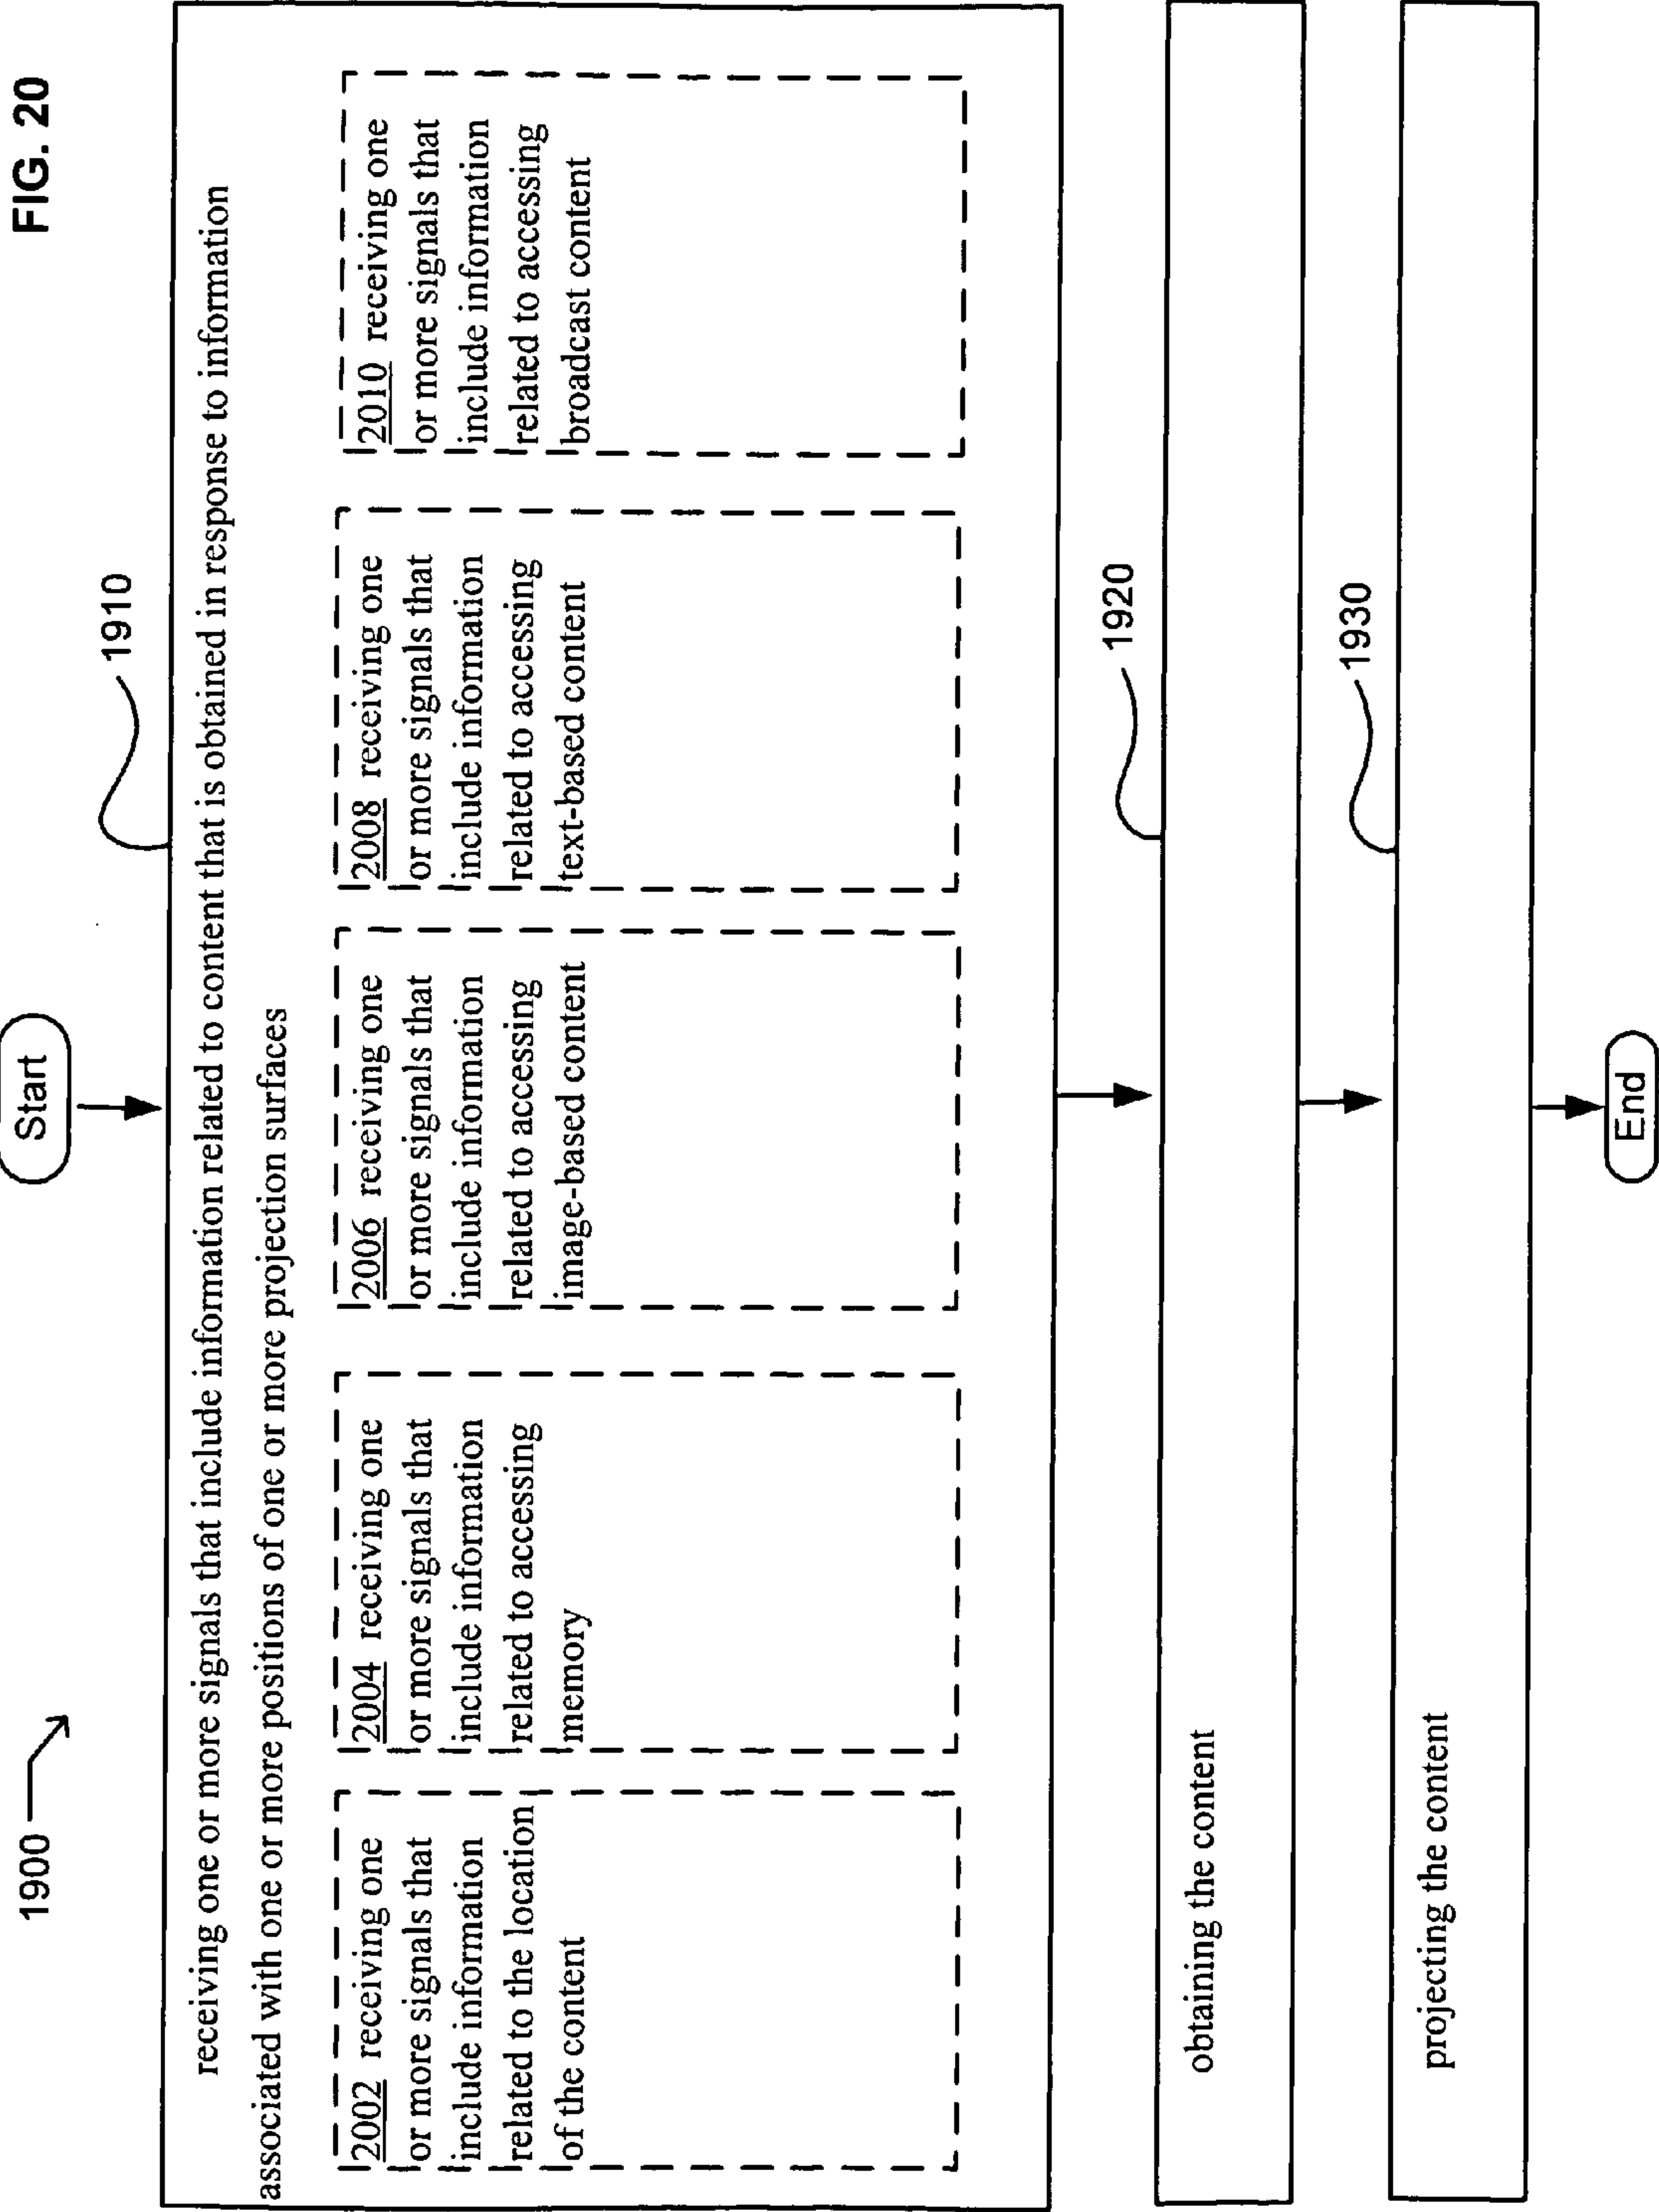 FIG. 20
1900
Start
1910
receiving one or more signals that include information related to content that is obtained in response to information
associated with one or more positions of one or more projection surfaces
2002 receiving one
or more signals that
include information
related to the location
of the content
2004 receiving one
or more signals that
include information
related to accessing
memory
2006 receiving one
or more signals that
include information
related to accessing
image-based content
2008 receiving one
or more signals that
include information
related to accessing
text-based content
2010 receiving one
or more signals that
include information
related to accessing
broadcast content
1920
obtaining the content
1930
projecting the content
End